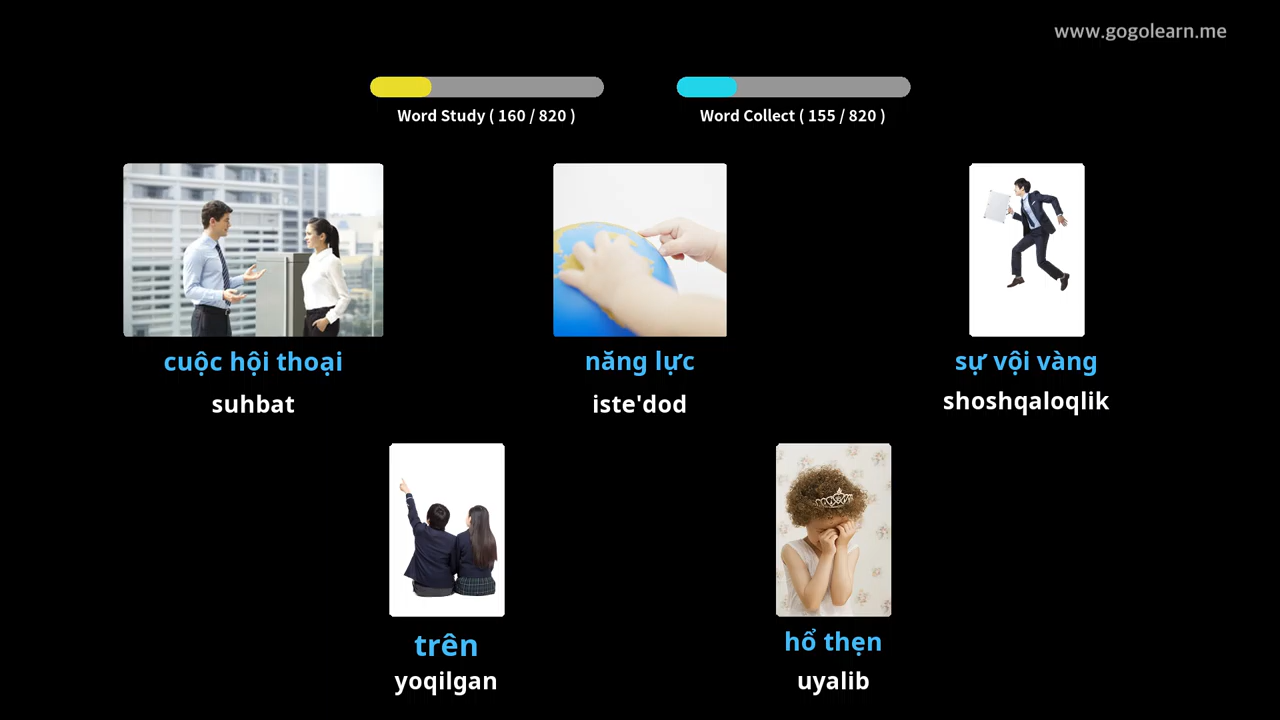 www.gogolearn.me
Word Study ( 160 / 820 )
Word Collect ( 155 / 820 )
cuộc hội thoại
suhbat
năng lực
iste'dod
sự vội vàng
shoshqaloqlik
trên
yoqilgan
hổ thẹn
uyalib